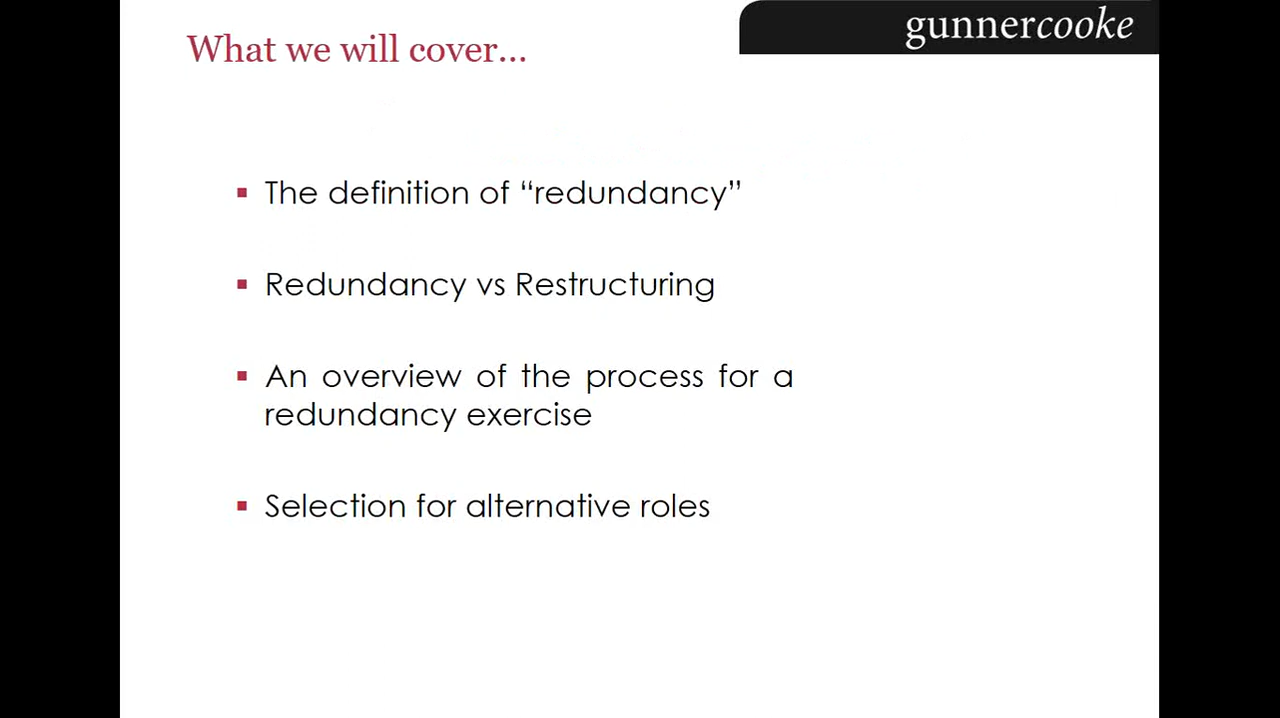 What we will cover...
gunnercooke
The definition of “redundancy”
Redundancy vs Restructuring
An overview of the process for a
redundancy exercise
Selection for alternative roles